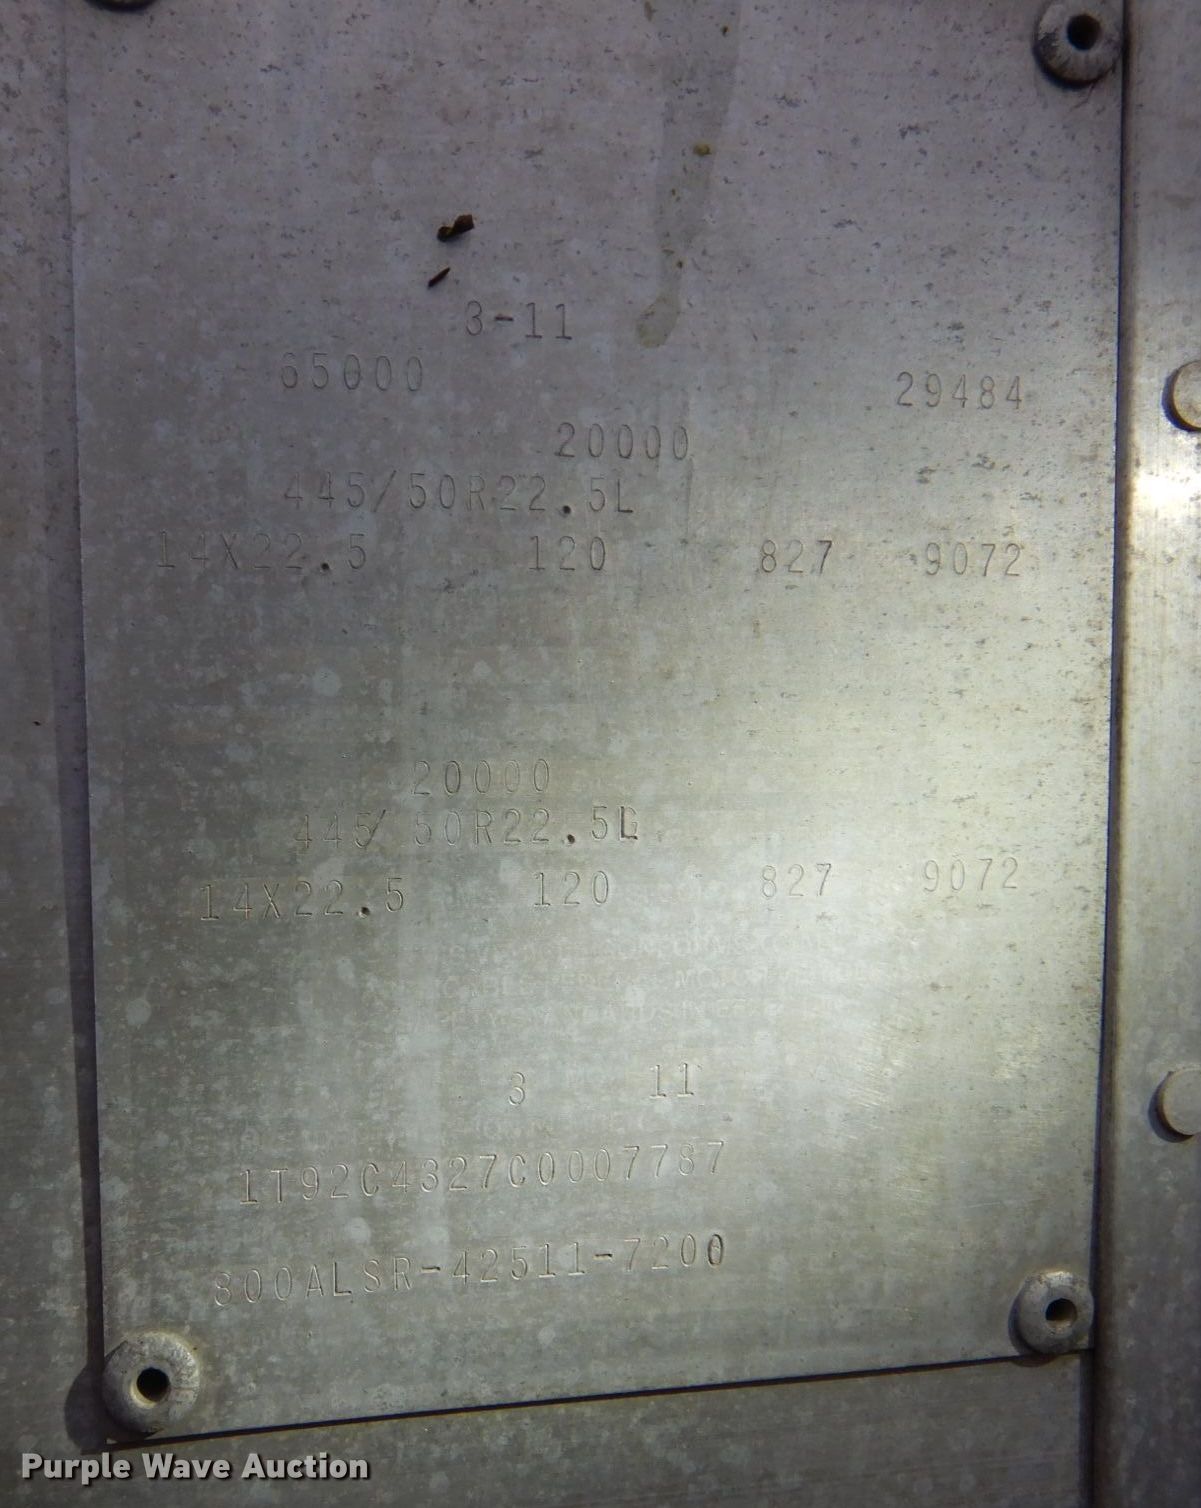 3-11
65000 29484
20000
445/50R22.5L
14X22.5 120 827 9072
20000
445/ 50R22.5L
14X22.5 120 827 9072
3 11
1T92C4327C0007787
800ALSR-42511-7200
Purple Wave Auction